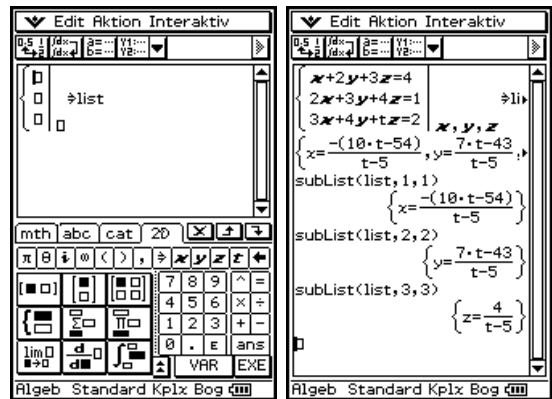 Edit Aktion Interaktiv
⇒list
mth abc cat 2D
π θ i ∞ ( ) , ⇒ x y z t
7 8 9 ^ =
4 5 6 × ÷
1 2 3 + −
0 . E ans
lim
VAR EXE
Algeb Standard Kplx Bog
Edit Aktion Interaktiv
x+2y+3z=4
2x+3y+4z=1 ⇒li
3x+4y+tz=2 | x,y,z
{x=-(10·t-54)/t-5, y=7·t-43/t-5,
subList(list,1,1)
{x=-(10·t-54)/t-5}
subList(list,2,2)
{y=7·t-43/t-5}
subList(list,3,3)
{z=4/t-5}
Algeb Standard Kplx Bog